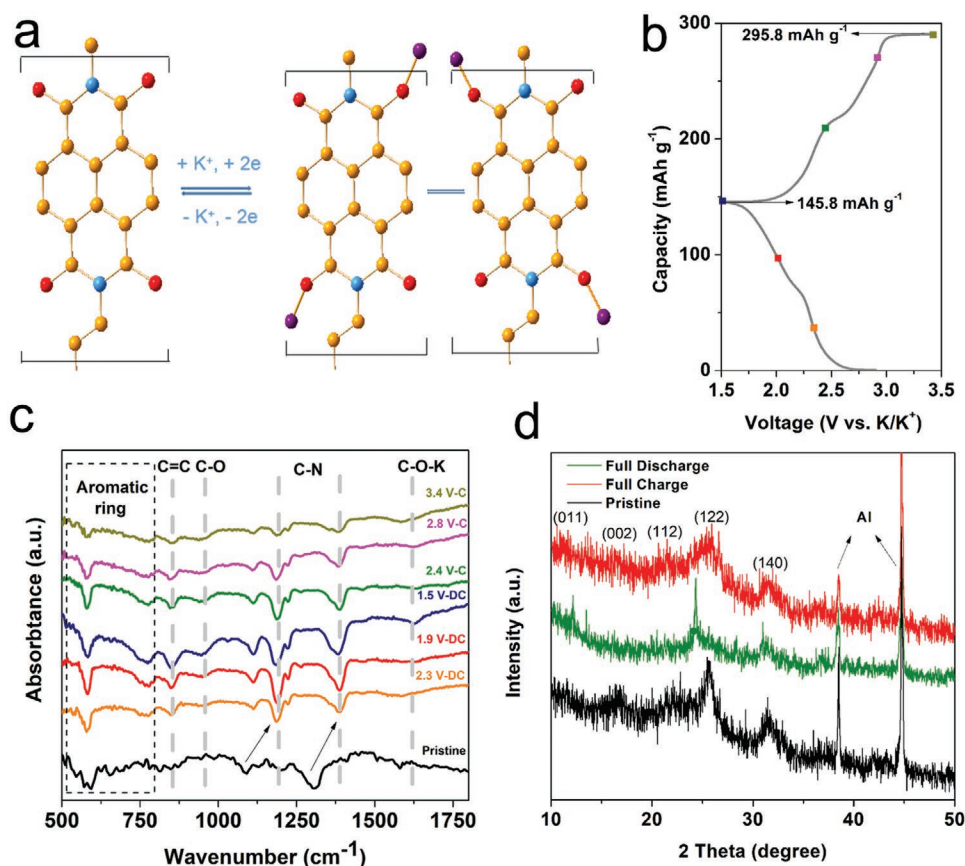 a
+ K⁺, + 2e
- K⁺, - 2e
b
Capacity (mAh g⁻¹)
300
200
100
0
295.8 mAh g⁻¹
145.8 mAh g⁻¹
1.5
2.0
2.5
3.0
3.5
Voltage (V vs. K/K⁺)
c
Absorbtance (a.u.)
C=C C-O C-N C-O-K
Aromatic
ring
3.4 V-C
2.8 V-C
2.4 V-C
1.5 V-DC
1.9 V-DC
2.3 V-DC
Pristine
500 750 1000 1250 1500 1750
Wavenumber (cm⁻¹)
d
Intensity (a.u.)
Full Discharge
Full Charge
Pristine
(011)
(002)
(112)
(122)
(140)
Al
10 20 30 40 50
2 Theta (degree)